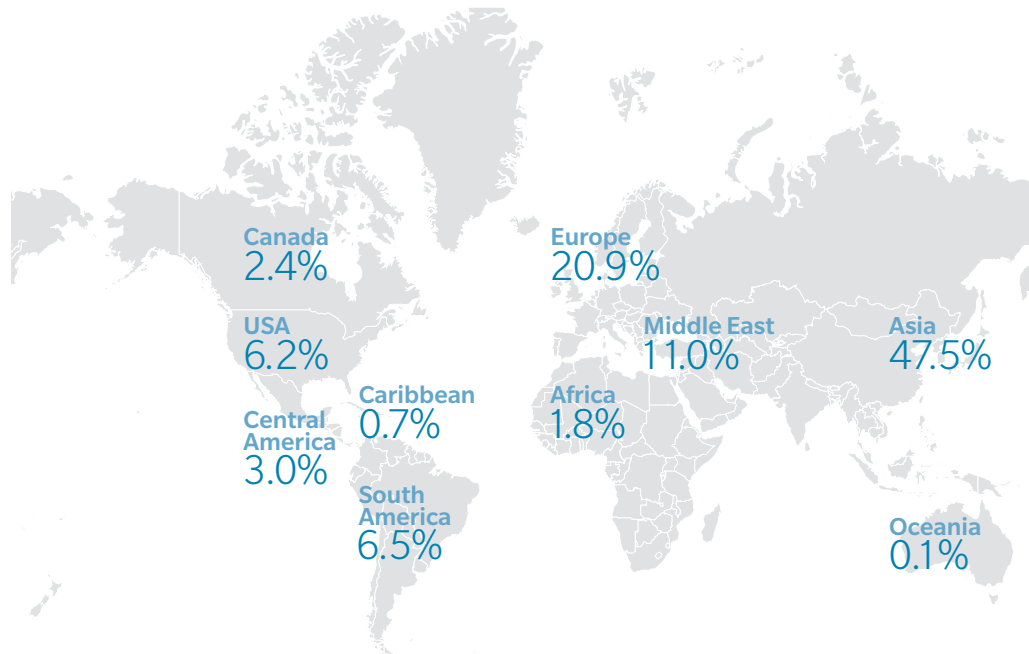 Canada
2.4%
USA
6.2%
Central
America
3.0%
Caribbean
0.7%
South
America
6.5%
Europe
20.9%
Middle East
11.0%
Africa
1.8%
Asia
47.5%
Oceania
0.1%